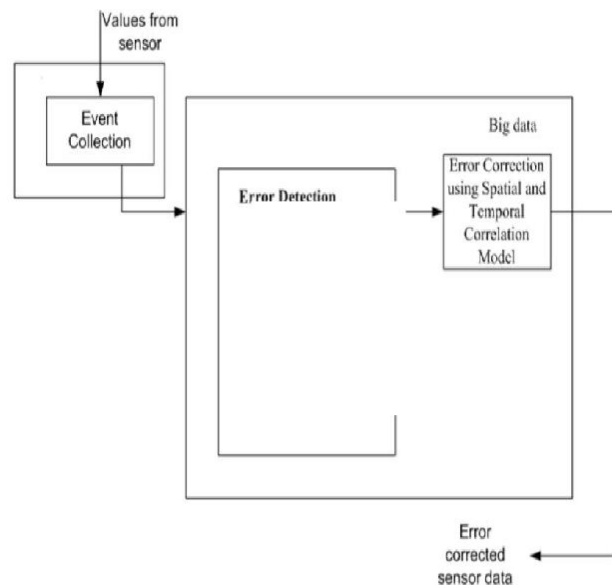 Values from
sensor
Event
Collection
Big data
Error Detection
Error Correction
using Spatial and
Temporal
Correlation
Model
Error
corrected
sensor data